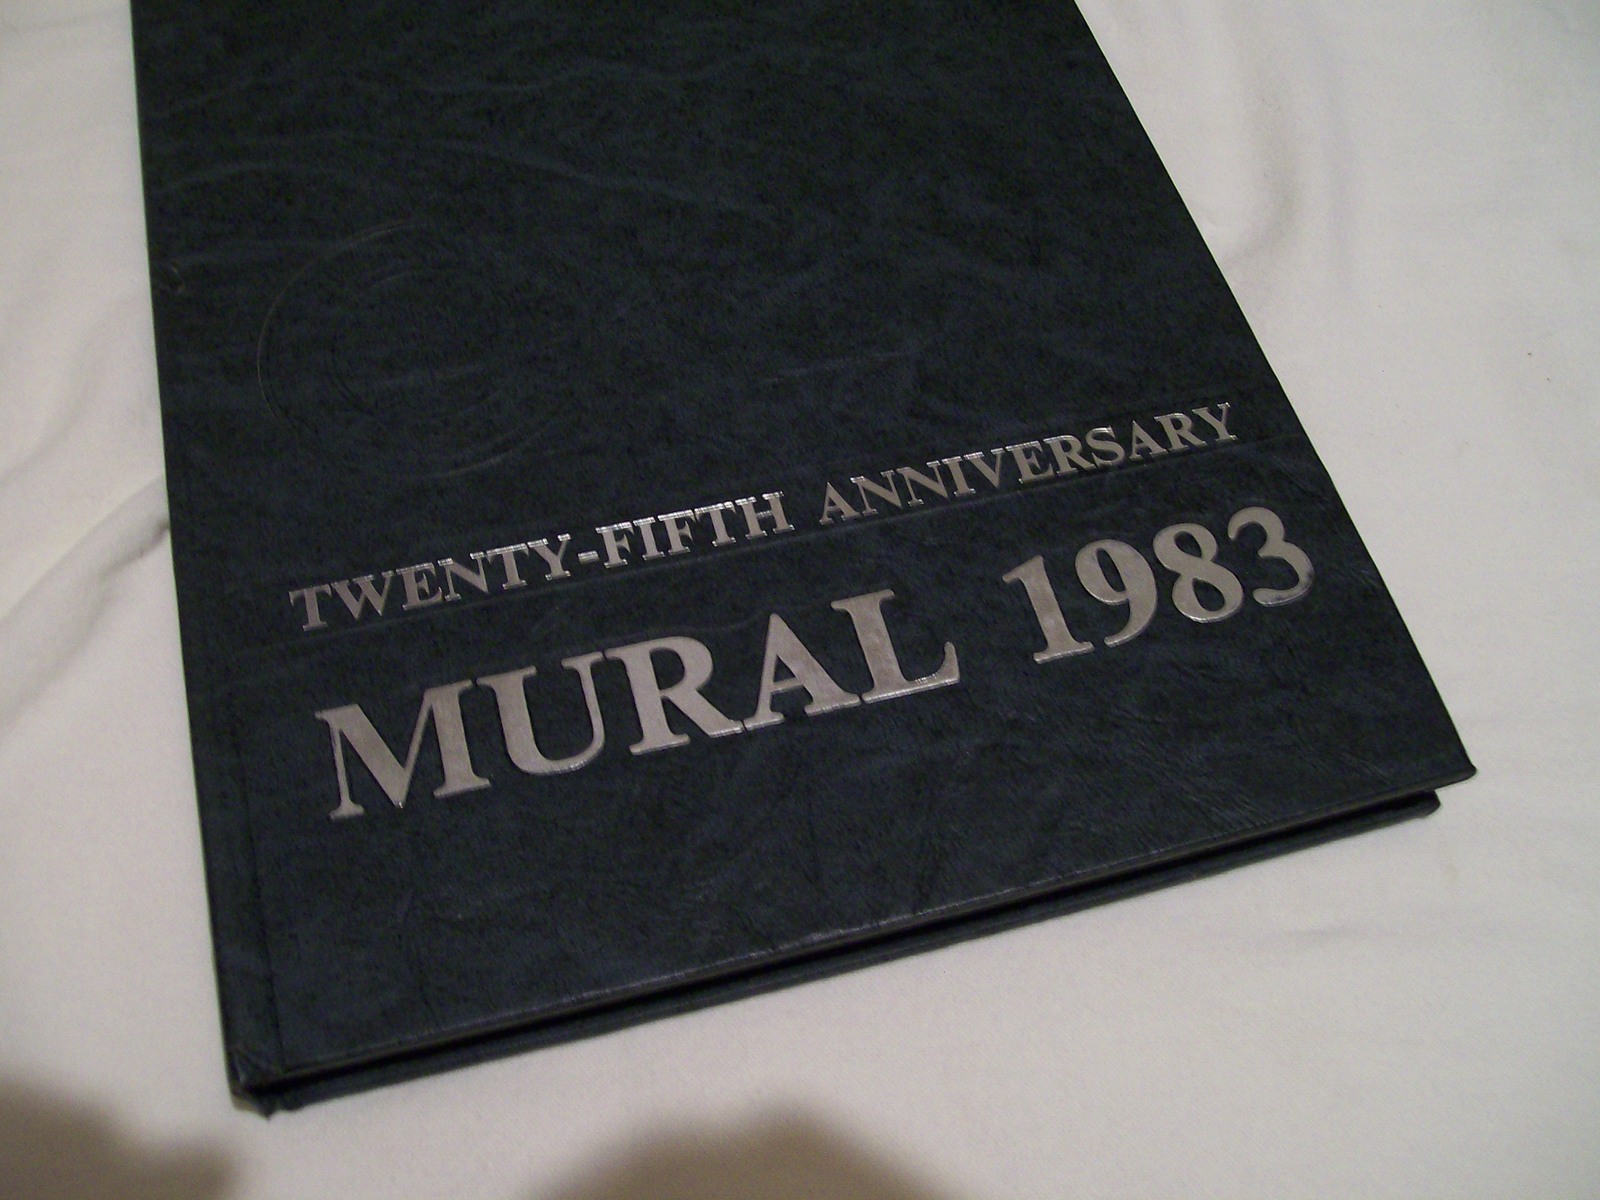 TWENTY-FIFTH ANNIVERSARY
MURAL 1983